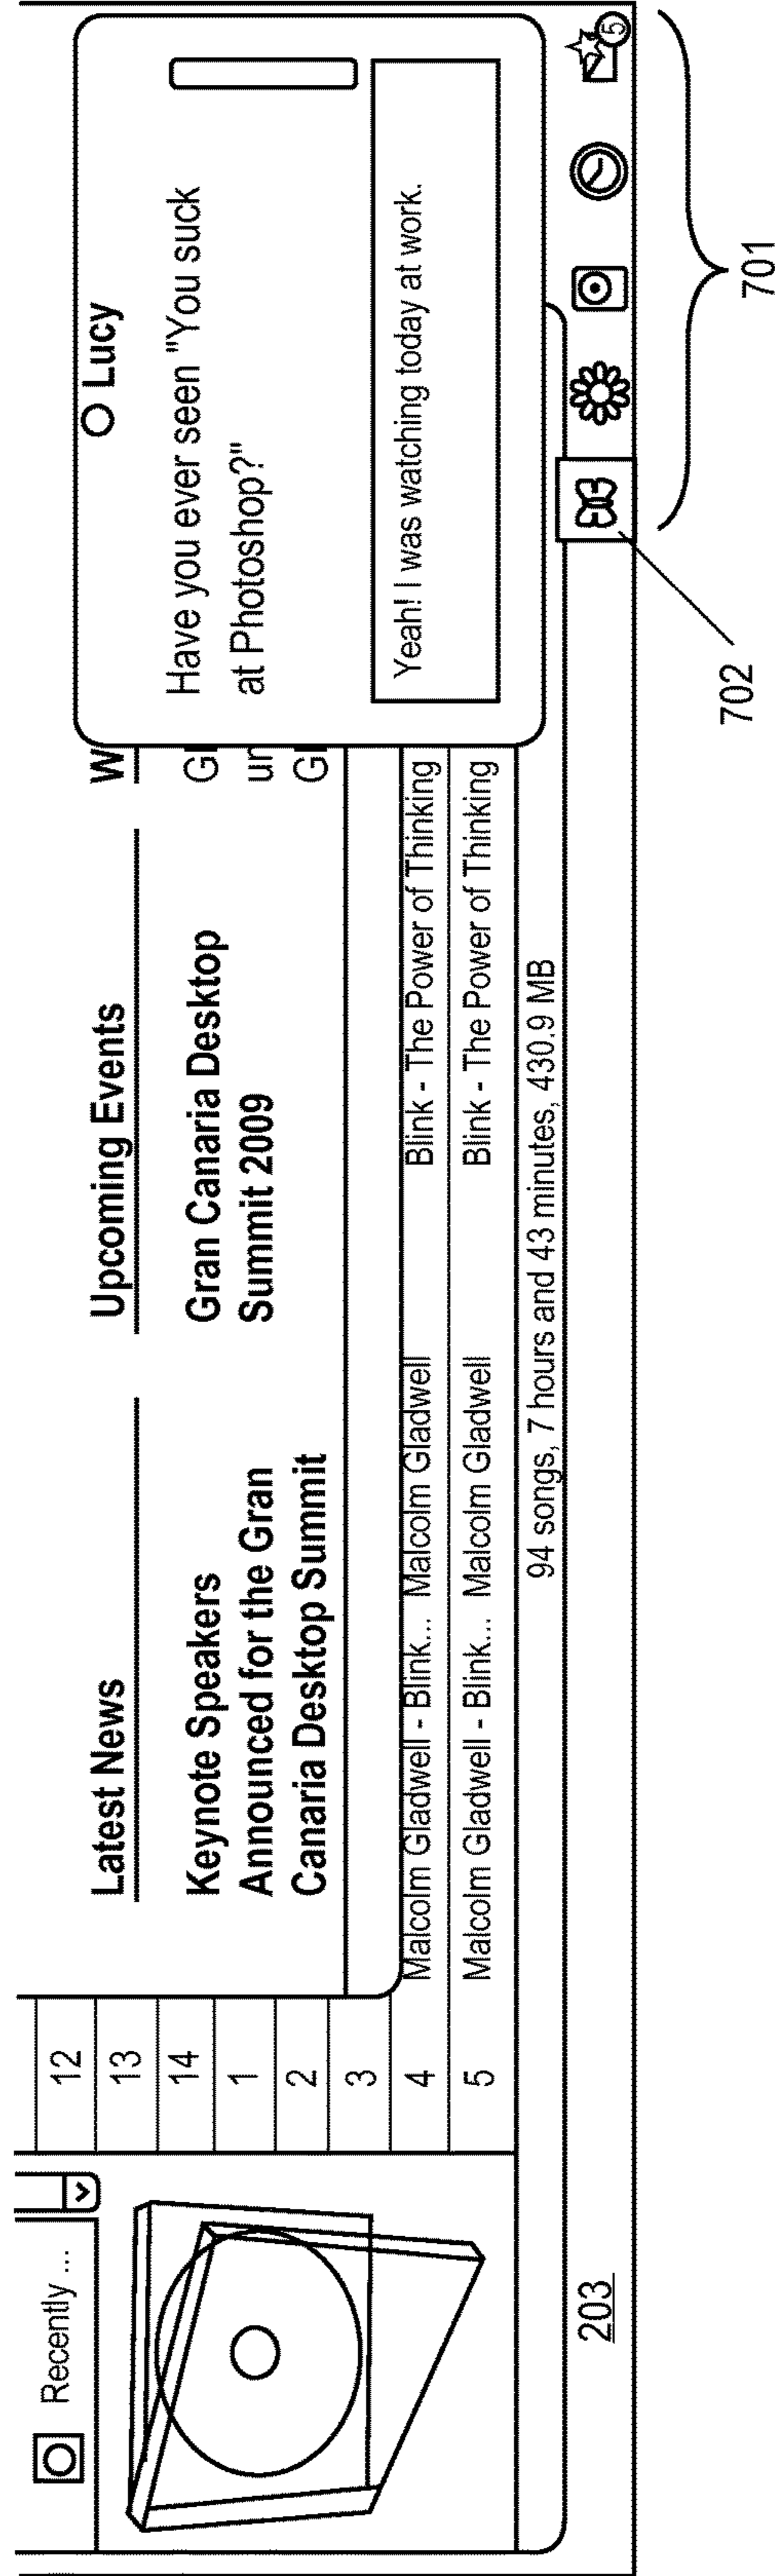 Recently ...
12
13
14
1
2
3
4
5
Latest News
Keynote Speakers
Announced for the Gran
Canaria Desktop Summit
Upcoming Events
Gran Canaria Desktop
Summit 2009
W
G
un
G
Malcolm Gladwell - Blink... Malcolm Gladwell Blink - The Power of Thinking
Malcolm Gladwell - Blink... Malcolm Gladwell Blink - The Power of Thinking
94 songs, 7 hours and 43 minutes, 430.9 MB
Lucy
Have you ever seen "You suck
at Photoshop?"
Yeah! I was watching today at work.
5
203
702
701